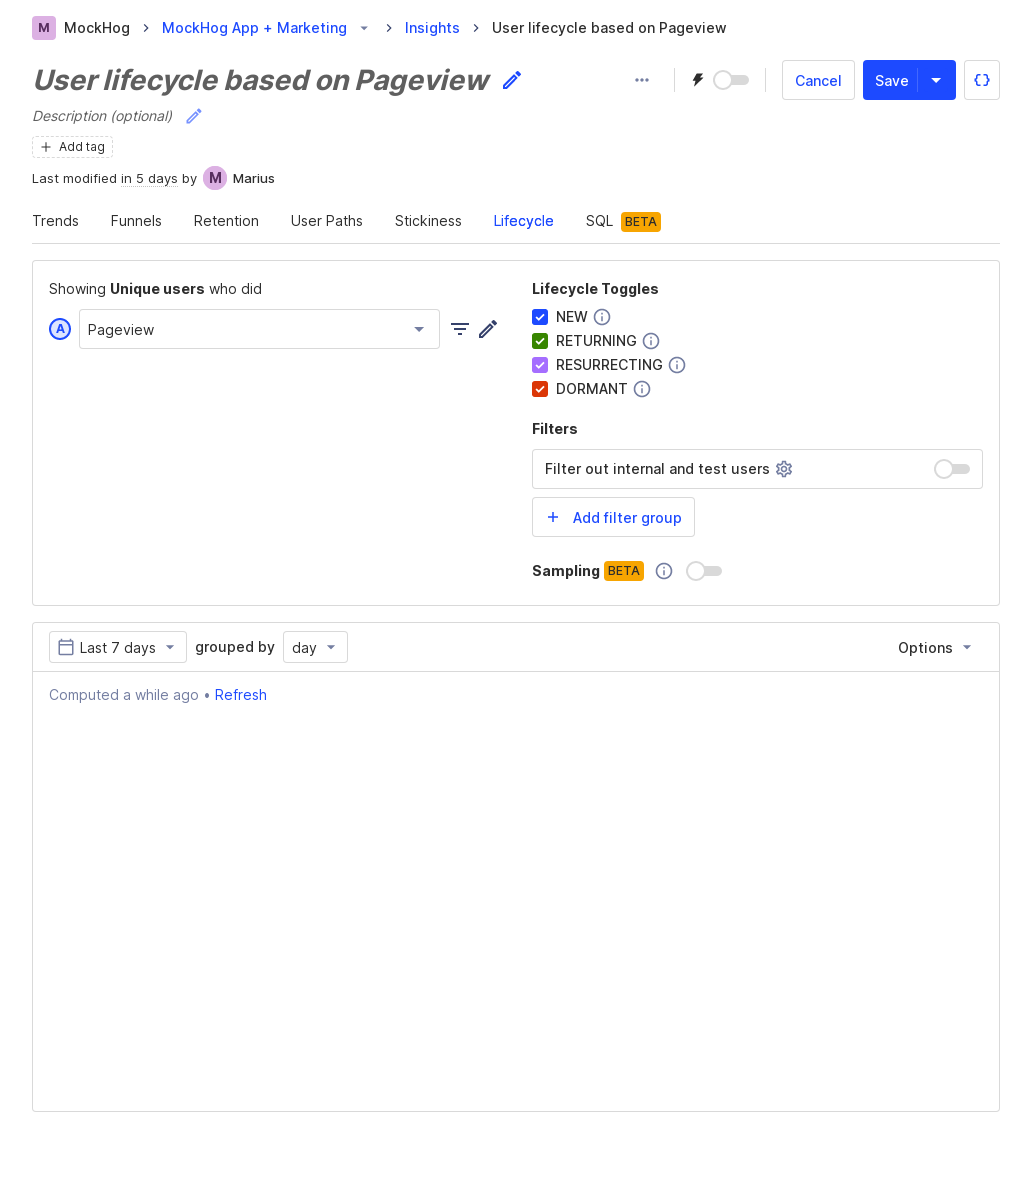 M MockHog MockHog App + Marketing Insights User lifecycle based on Pageview
User lifecycle based on Pageview
Cancel Save
Description (optional)
Add tag
Last modified in 5 days by M Marius
Trends Funnels Retention User Paths Stickiness Lifecycle SQL BETA
Showing Unique users who did
A Pageview
Lifecycle Toggles
NEW
RETURNING
RESURRECTING
DORMANT
Filters
Filter out internal and test users
Add filter group
Sampling BETA
Last 7 days grouped by day Options
Computed a while ago • Refresh